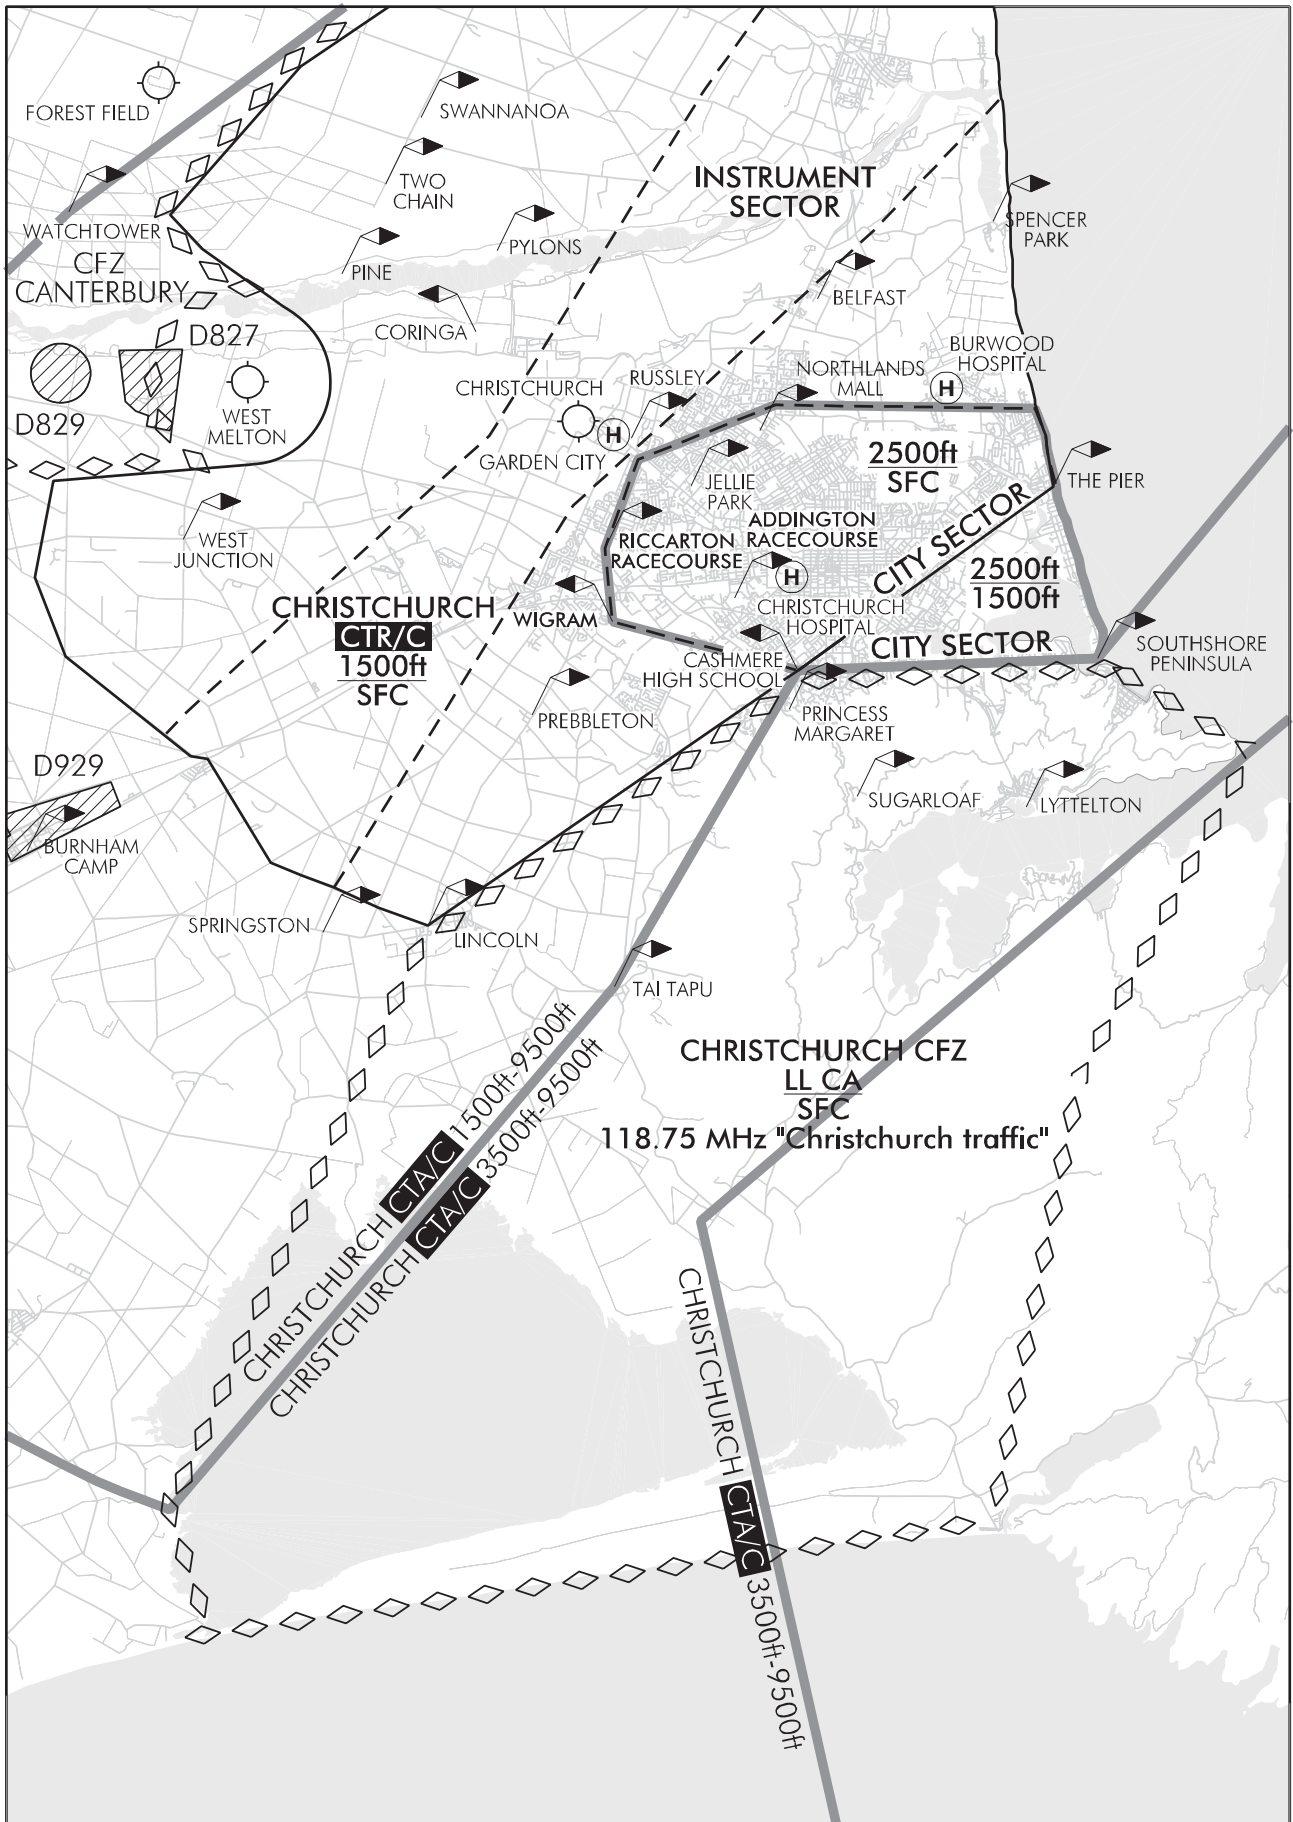 FOREST FIELD
SWANNANOA
TWO
CHAIN
INSTRUMENT
SECTOR
WATCHTOWER
SPENCER
PARK
PYLONS
PINE
CFZ
CANTERBURY
BELFAST
CORINGA
D827
BURWOOD
HOSPITAL
NORTHLANDS
MALL
RUSSLEY
CHRISTCHURCH
H
H
WEST
MELTON
D829
GARDEN CITY
2500ft
SFC
JELLIE
PARK
THE PIER
WEST
JUNCTION
RICCARTON
RACECOURSE
ADDINGTON
RACECOURSE
CITY SECTOR
H
2500ft
1500ft
CHRISTCHURCH
CTR/C
1500ft
SFC
WIGRAM
CHRISTCHURCH
HOSPITAL
CITY SECTOR
SOUTHSHORE
PENINSULA
CASHMERE
HIGH SCHOOL
PREBBLETON
PRINCESS
MARGARET
D929
SUGARLOAF
LYTTELTON
BURNHAM
CAMP
SPRINGSTON
LINCOLN
TAI TAPU
CHRISTCHURCH CFZ
LL CA
SFC
118.75 MHz "Christchurch traffic"
CHRISTCHURCH CTA/C 1500ft-9500ft
CHRISTCHURCH CTA/C 3500ft-9500ft
CHRISTCHURCH CTA/C 3500ft-9500ft